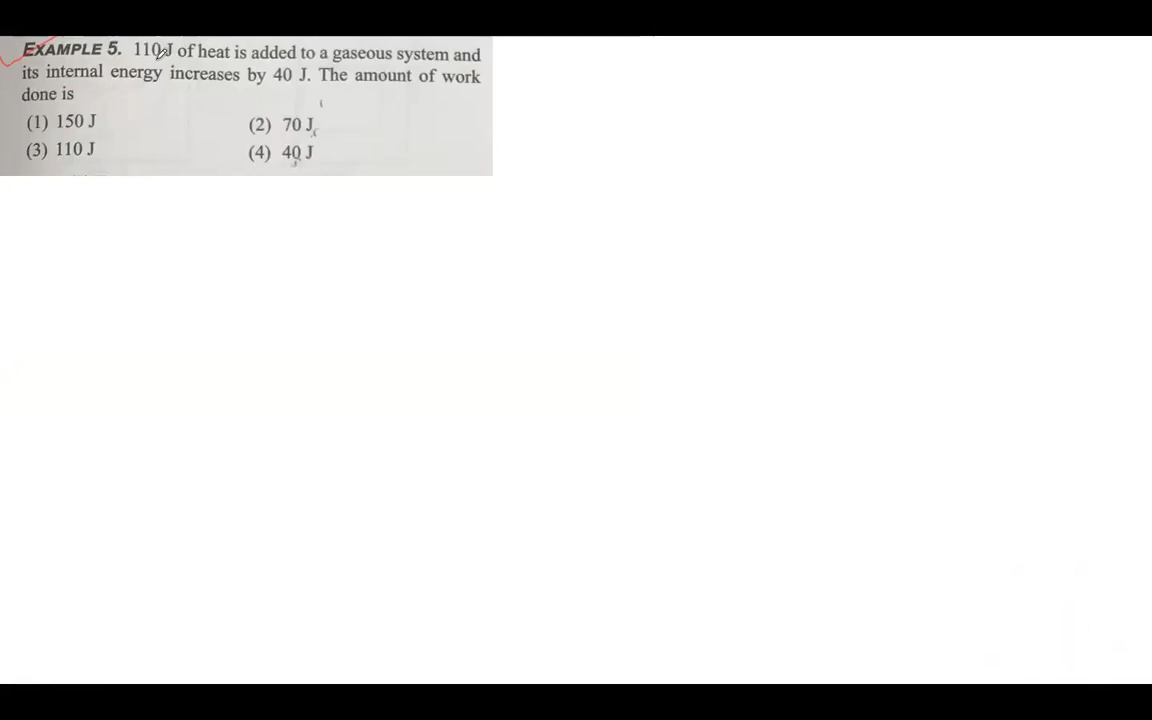 EXAMPLE 5. 110 J of heat is added to a gaseous system and
its internal energy increases by 40 J. The amount of work
done is
(1) 150 J (2) 70 J
(3) 110 J (4) 40 J